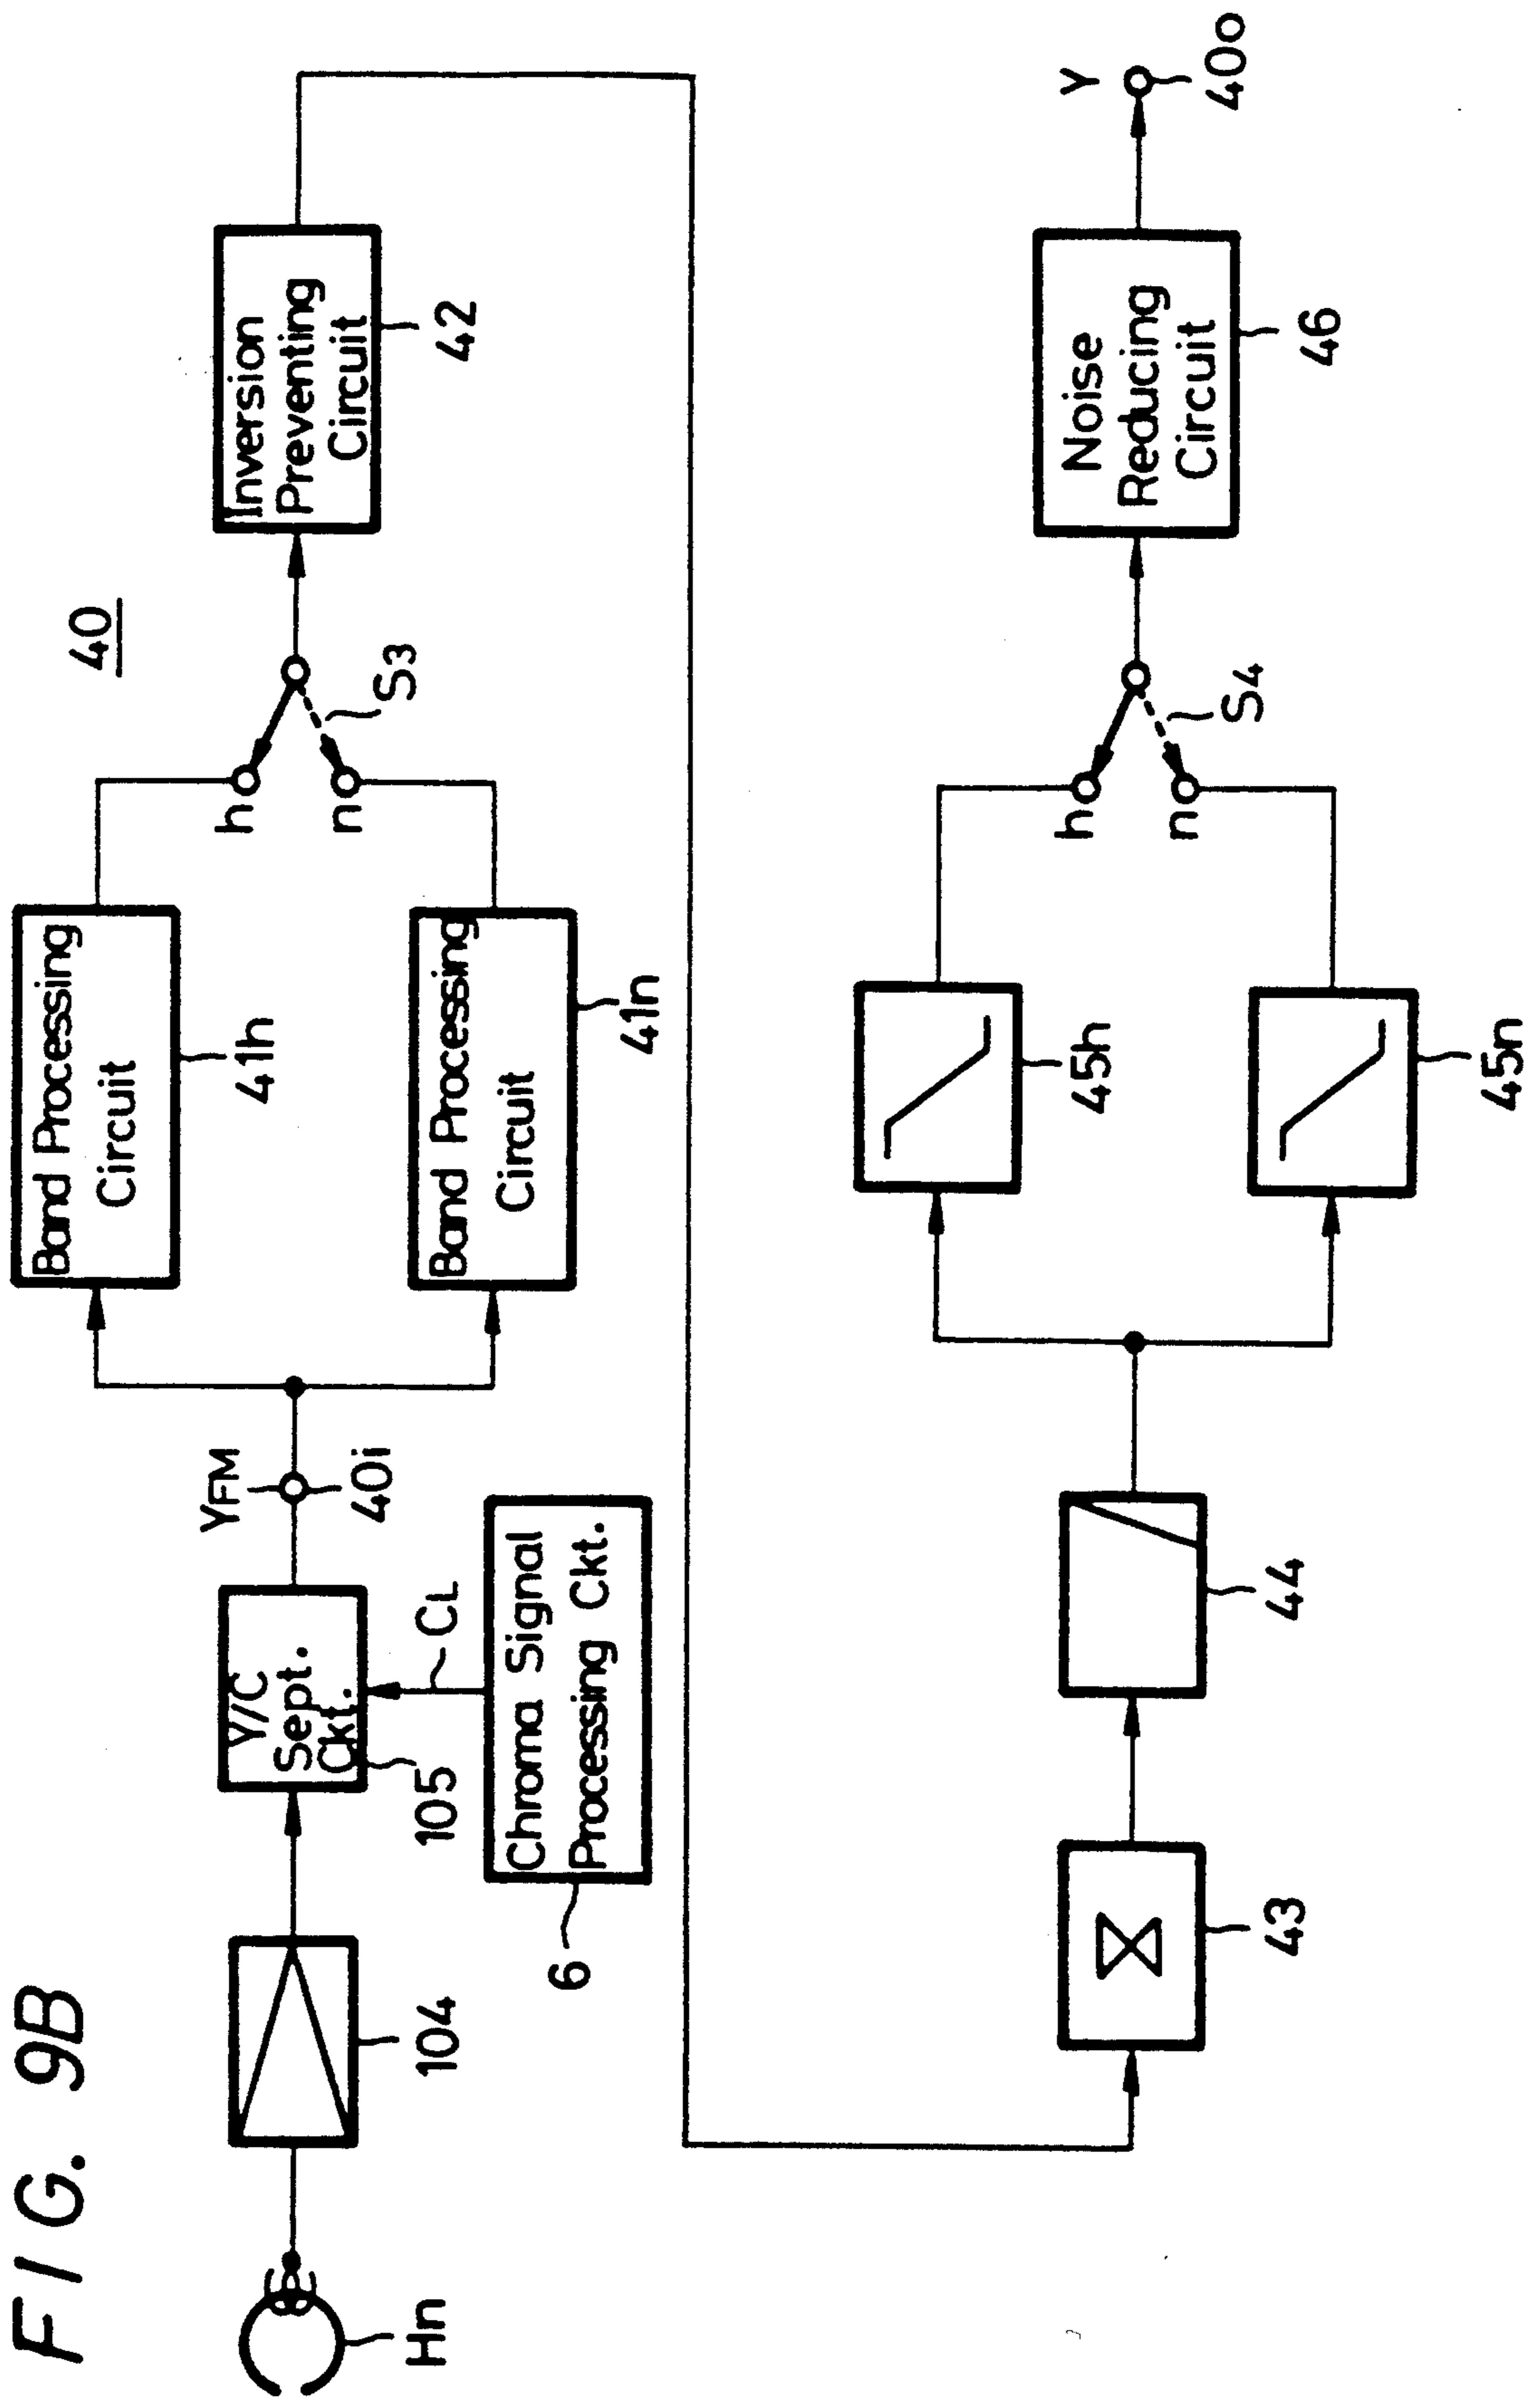 FIG. 9B
40
Hn
104
Y/C
Sept.
Ckt.
105
CL
Chroma Signal
Processing Ckt.
6
YFM
40i
Band Processing
Circuit
41h
Band Processing
Circuit
41n
h
n
S3
Inversion
Preventing
Circuit
42
43
44
45h
45n
h
n
S4
Noise
Reducing
Circuit
46
Y
40o